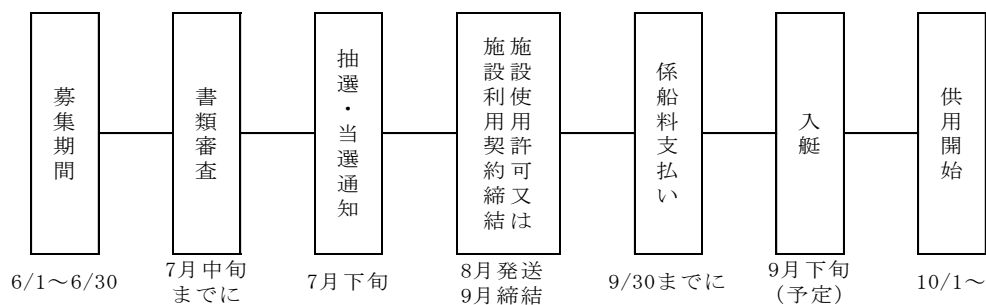 募集期間
書類審査
抽選・当選通知
施設使用許可又は
施設利用契約締結
係船料支払い
入艇
供用開始
6/1～6/30
7月中旬
までに
7月下旬
8月発送
9月締結
9/30までに
9月下旬
（予定）
10/1～